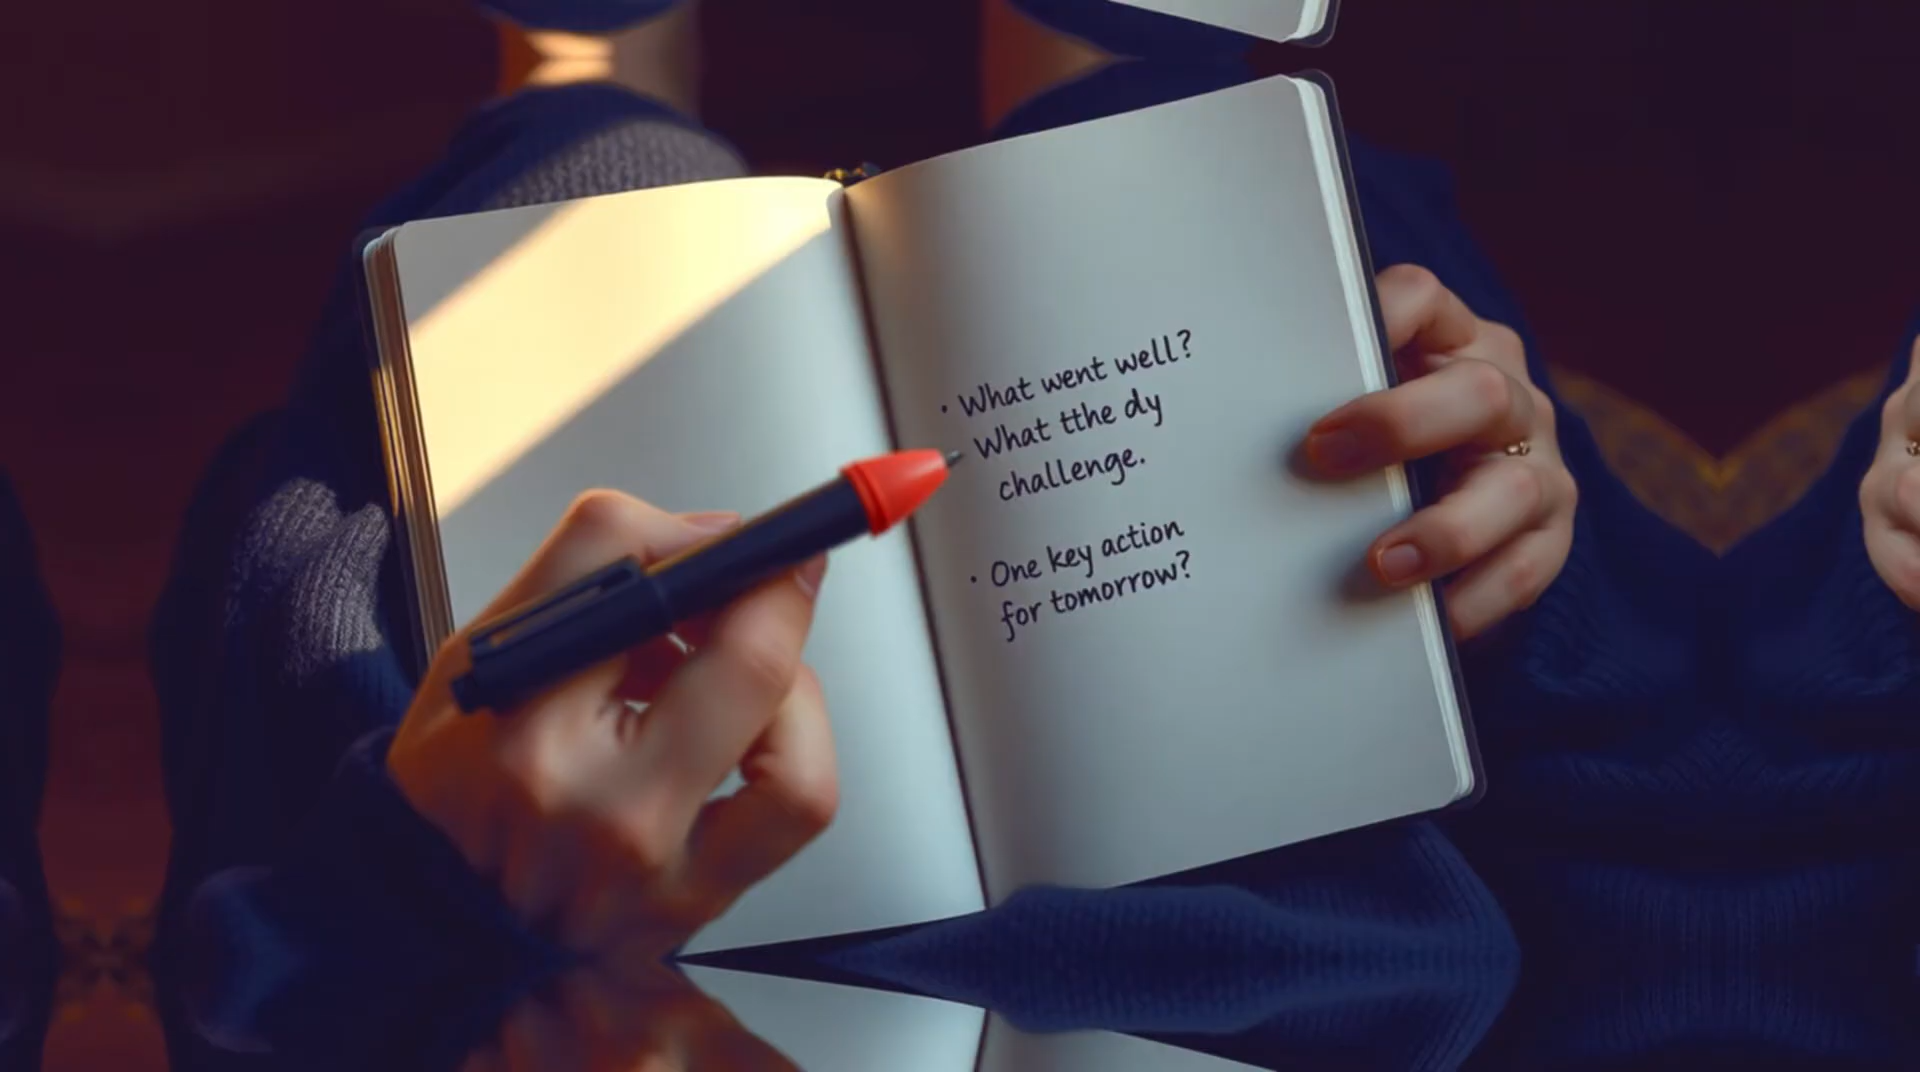 • What went well?
What tthe dy
challenge.
• One key action
for tomorrow?